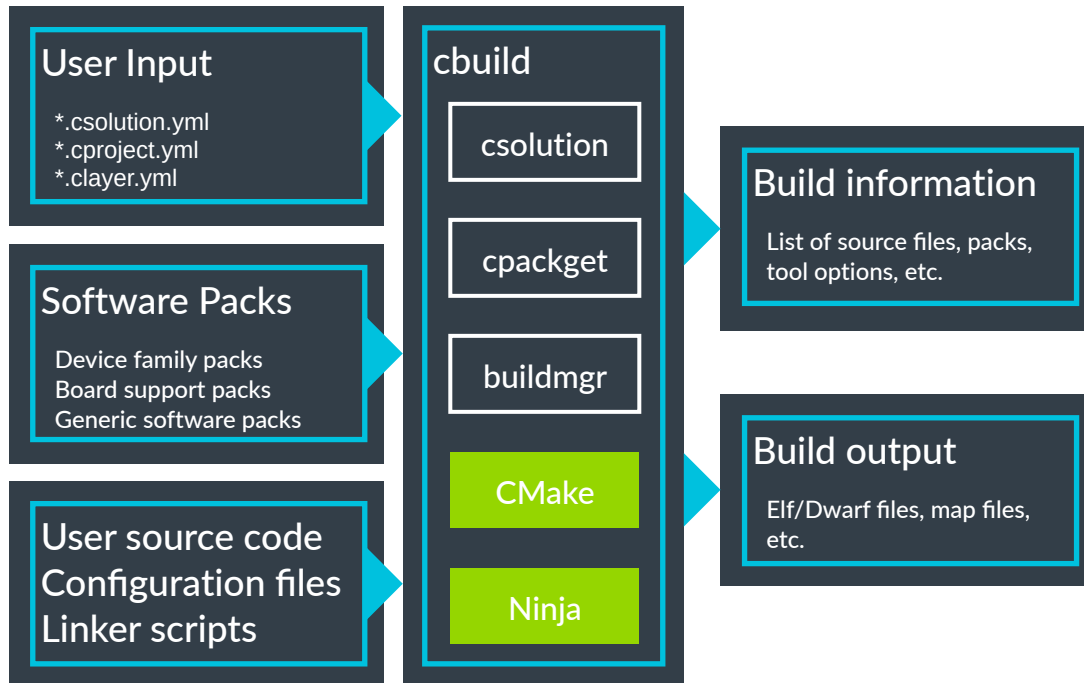 User Input
*.csolution.yml
*.cproject.yml
*.clayer.yml
Software Packs
Device family packs
Board support packs
Generic software packs
User source code
Configuration files
Linker scripts
cbuild
csolution
cpackget
buildmgr
CMake
Ninja
Build information
List of source files, packs,
tool options, etc.
Build output
Elf/Dwarf files, map files,
etc.